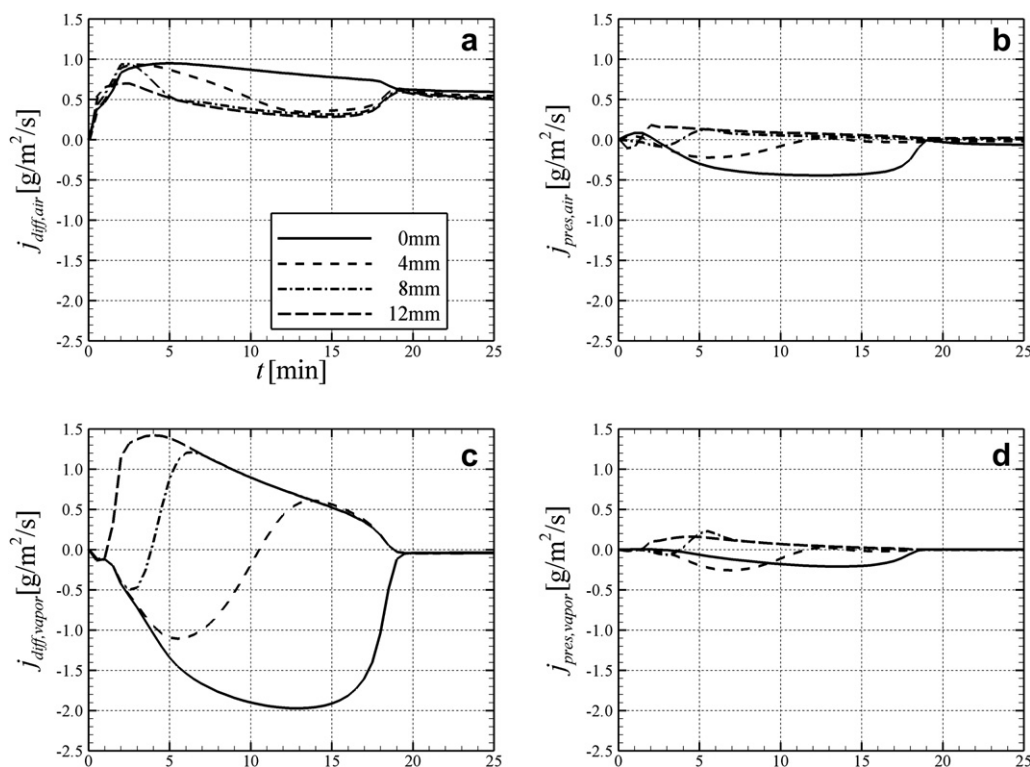 1.5
1.0
0.5
0.0
-0.5
-1.0
-1.5
-2.0
-2.5
j_diff,air [g/m²/s]
a
0mm
4mm
8mm
12mm
0 5 10 15 20 25
t [min]
1.5
1.0
0.5
0.0
-0.5
-1.0
-1.5
-2.0
-2.5
j_pres,air [g/m²/s]
b
0 5 10 15 20 25
1.5
1.0
0.5
0.0
-0.5
-1.0
-1.5
-2.0
-2.5
j_diff,vapor [g/m²/s]
c
0 5 10 15 20 25
1.5
1.0
0.5
0.0
-0.5
-1.0
-1.5
-2.0
-2.5
j_pres,vapor [g/m²/s]
d
0 5 10 15 20 25